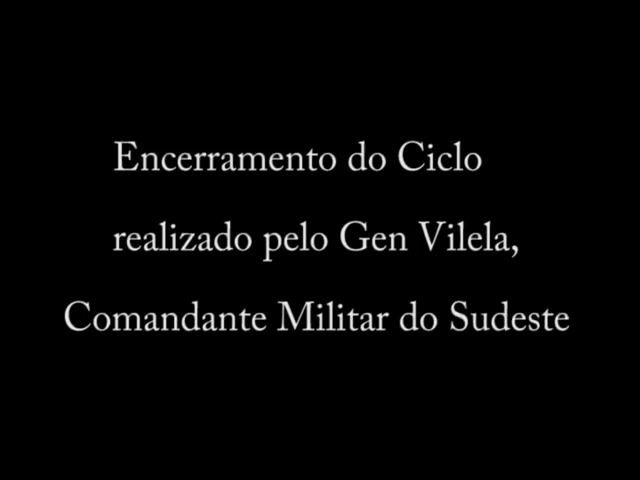 Encerramento do Ciclo
realizado pelo Gen Vilela,
Comandante Militar do Sudeste